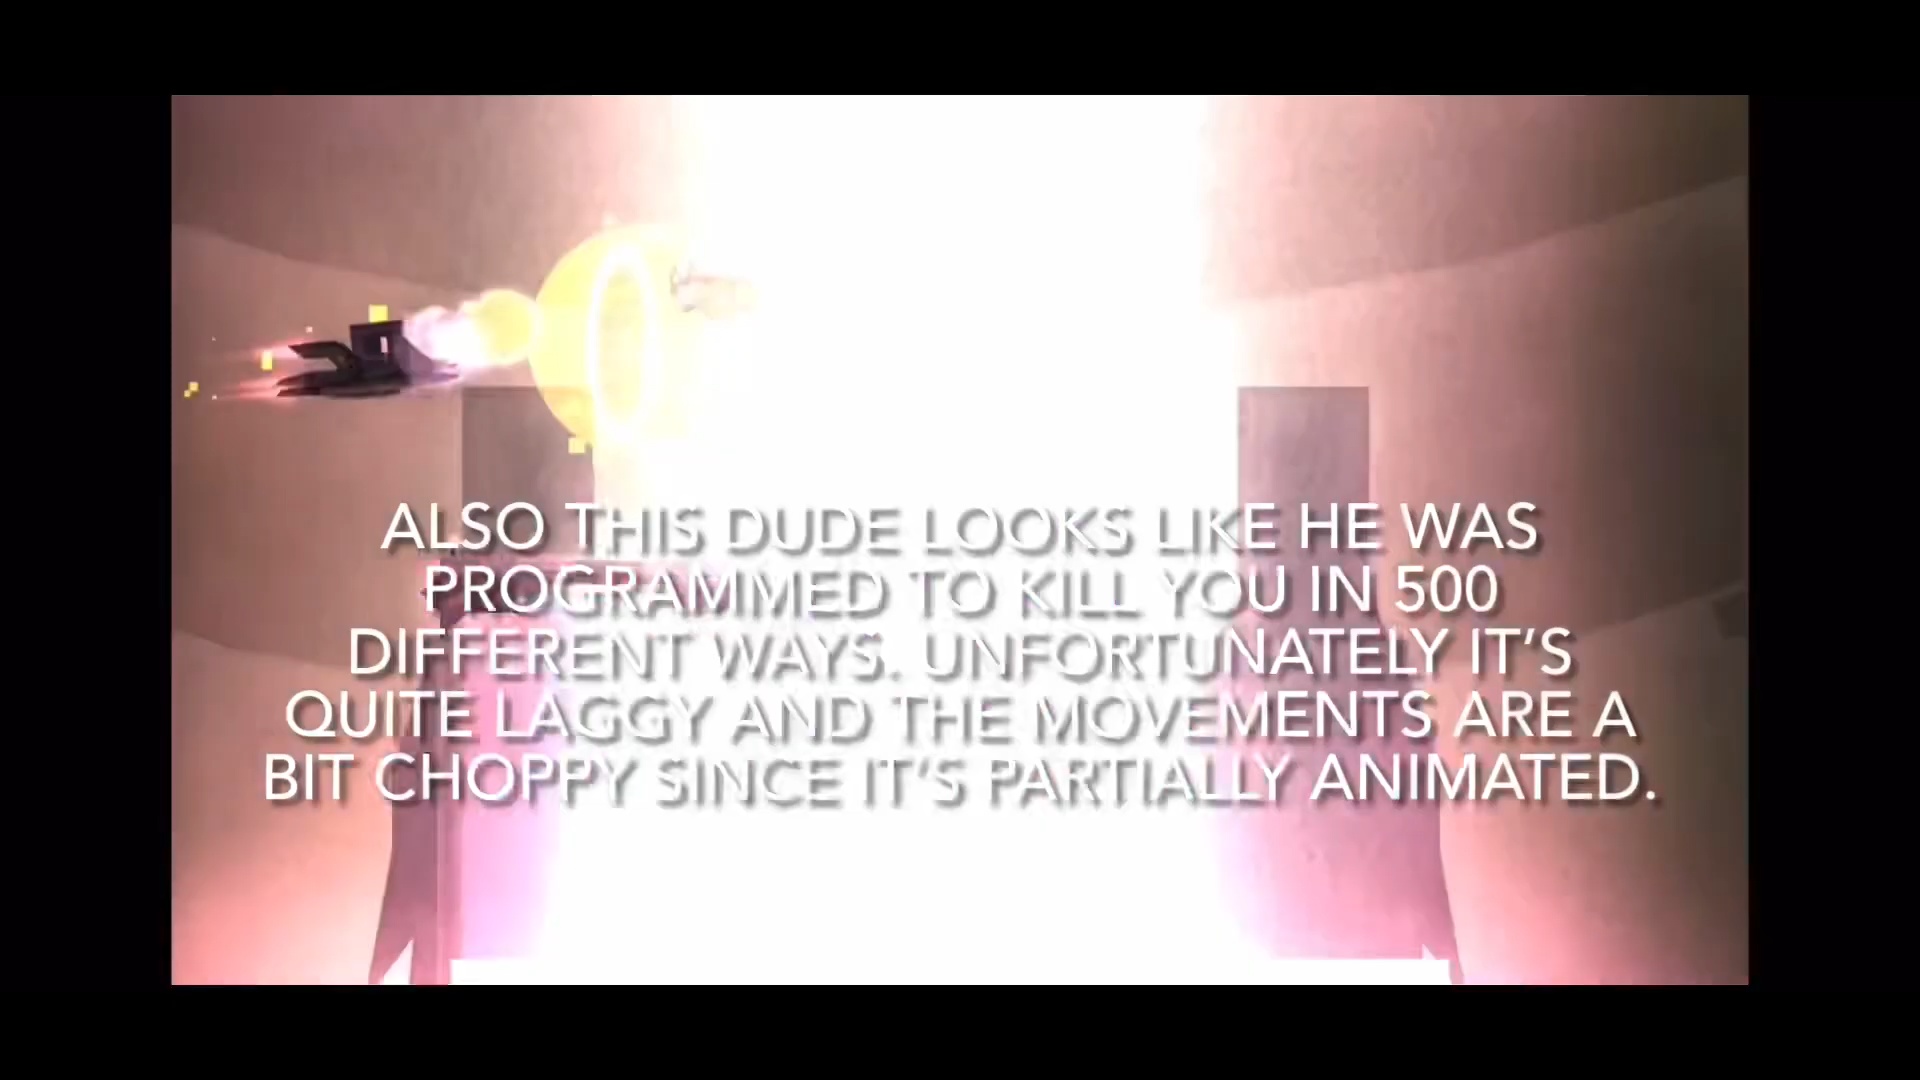 ALSO THIS DUDE LOOKS LIKE HE WAS
PROGRAMMED TO KILL YOU IN 500
DIFFERENT WAYS. UNFORTUNATELY IT’S
QUITE LAGGY AND THE MOVEMENTS ARE A
BIT CHOPPY SINCE IT’S PARTIALLY ANIMATED.